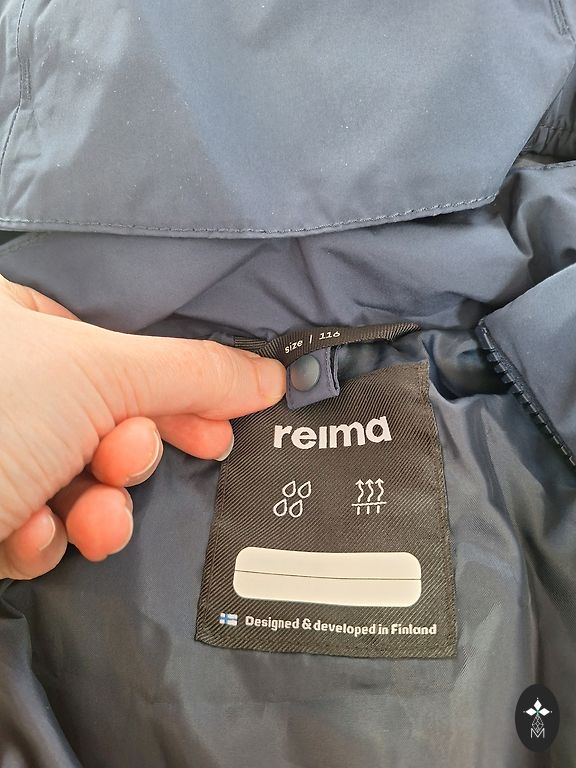 size | 116
reima
Designed & developed in Finland
M